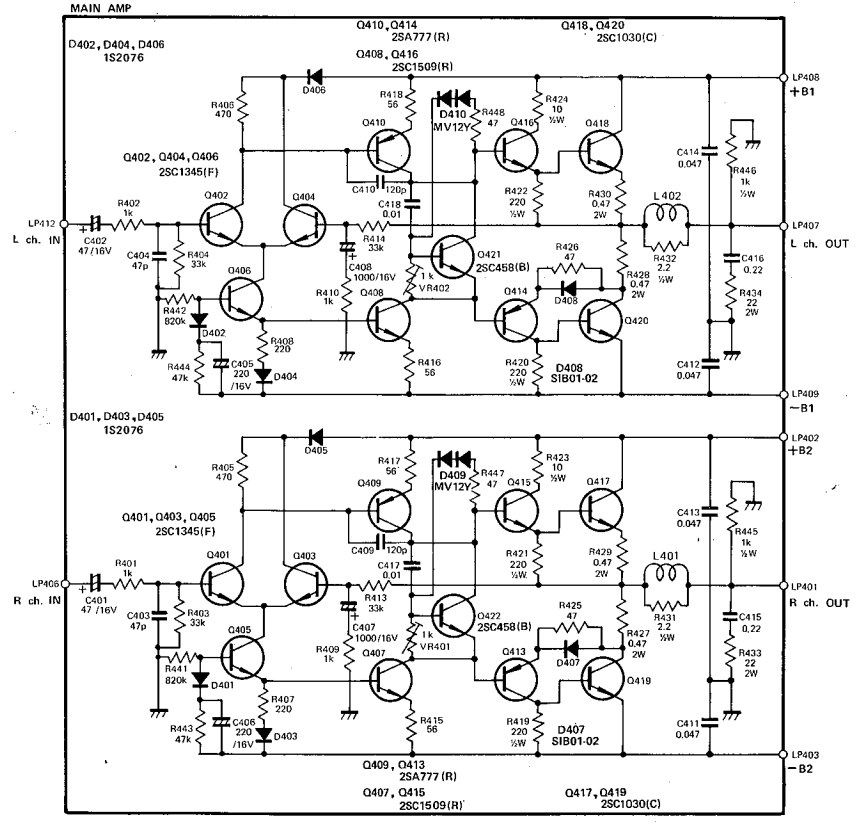 MAIN AMP
Q410, Q414
2SA777(R)
Q418, Q420
2SC1030(C)
D402, D404, D406
1S2076
Q408, Q416
2SC1509(R)
D406
LP408
+B1
R406
470
R418
56
D410
MV12Y
R448
47
R424
10
½W
Q410
Q416
Q418
C414
0.047
R446
1k
½W
Q402, Q404, Q406
2SC1345(F)
C410
120p
R422
220
½W
R430
0.47
2W
L402
Q402
Q404
C418
0.01
LP412
L ch. IN
C402
47/16V
R402
1k
R414
33k
LP407
L ch. OUT
C404
47p
R404
33k
Q406
C408
1000/16V
Q421
2SC458(B)
R426
47
R428
0.47
2W
R432
2.2
½W
C416
0.22
R410
1k
Q408
1k
VR402
Q414
D408
R434
22
2W
R442
820k
D402
Q420
R408
220
R444
47k
C405
220
/16V
D404
R416
56
R420
220
½W
D408
SIB01-02
C412
0.047
LP409
−B1
D401, D403, D405
1S2076
D405
LP402
+B2
R405
470
R417
56
D409
MV12Y
R447
47
R423
10
½W
Q409
Q415
Q417
C413
0.047
R445
1k
½W
Q401, Q403, Q405
2SC1345(F)
C409
120p
R421
220
½W
R429
0.47
2W
L401
Q401
Q403
C417
0.01
LP406
R ch. IN
C401
47/16V
R401
1k
R413
33k
LP401
R ch. OUT
C403
47p
R403
33k
Q405
C407
1000/16V
Q422
2SC458(B)
R425
47
R427
0.47
2W
R431
2.2
½W
C415
0.22
R409
1k
Q407
1k
VR401
Q413
D407
R433
22
2W
R441
820k
D401
Q419
R407
220
R443
47k
C406
220
/16V
D403
R415
56
R419
220
½W
D407
SIB01-02
C411
0.047
LP403
−B2
Q409, Q413
2SA777(R)
Q407, Q415
2SC1509(R)
Q417, Q419
2SC1030(C)